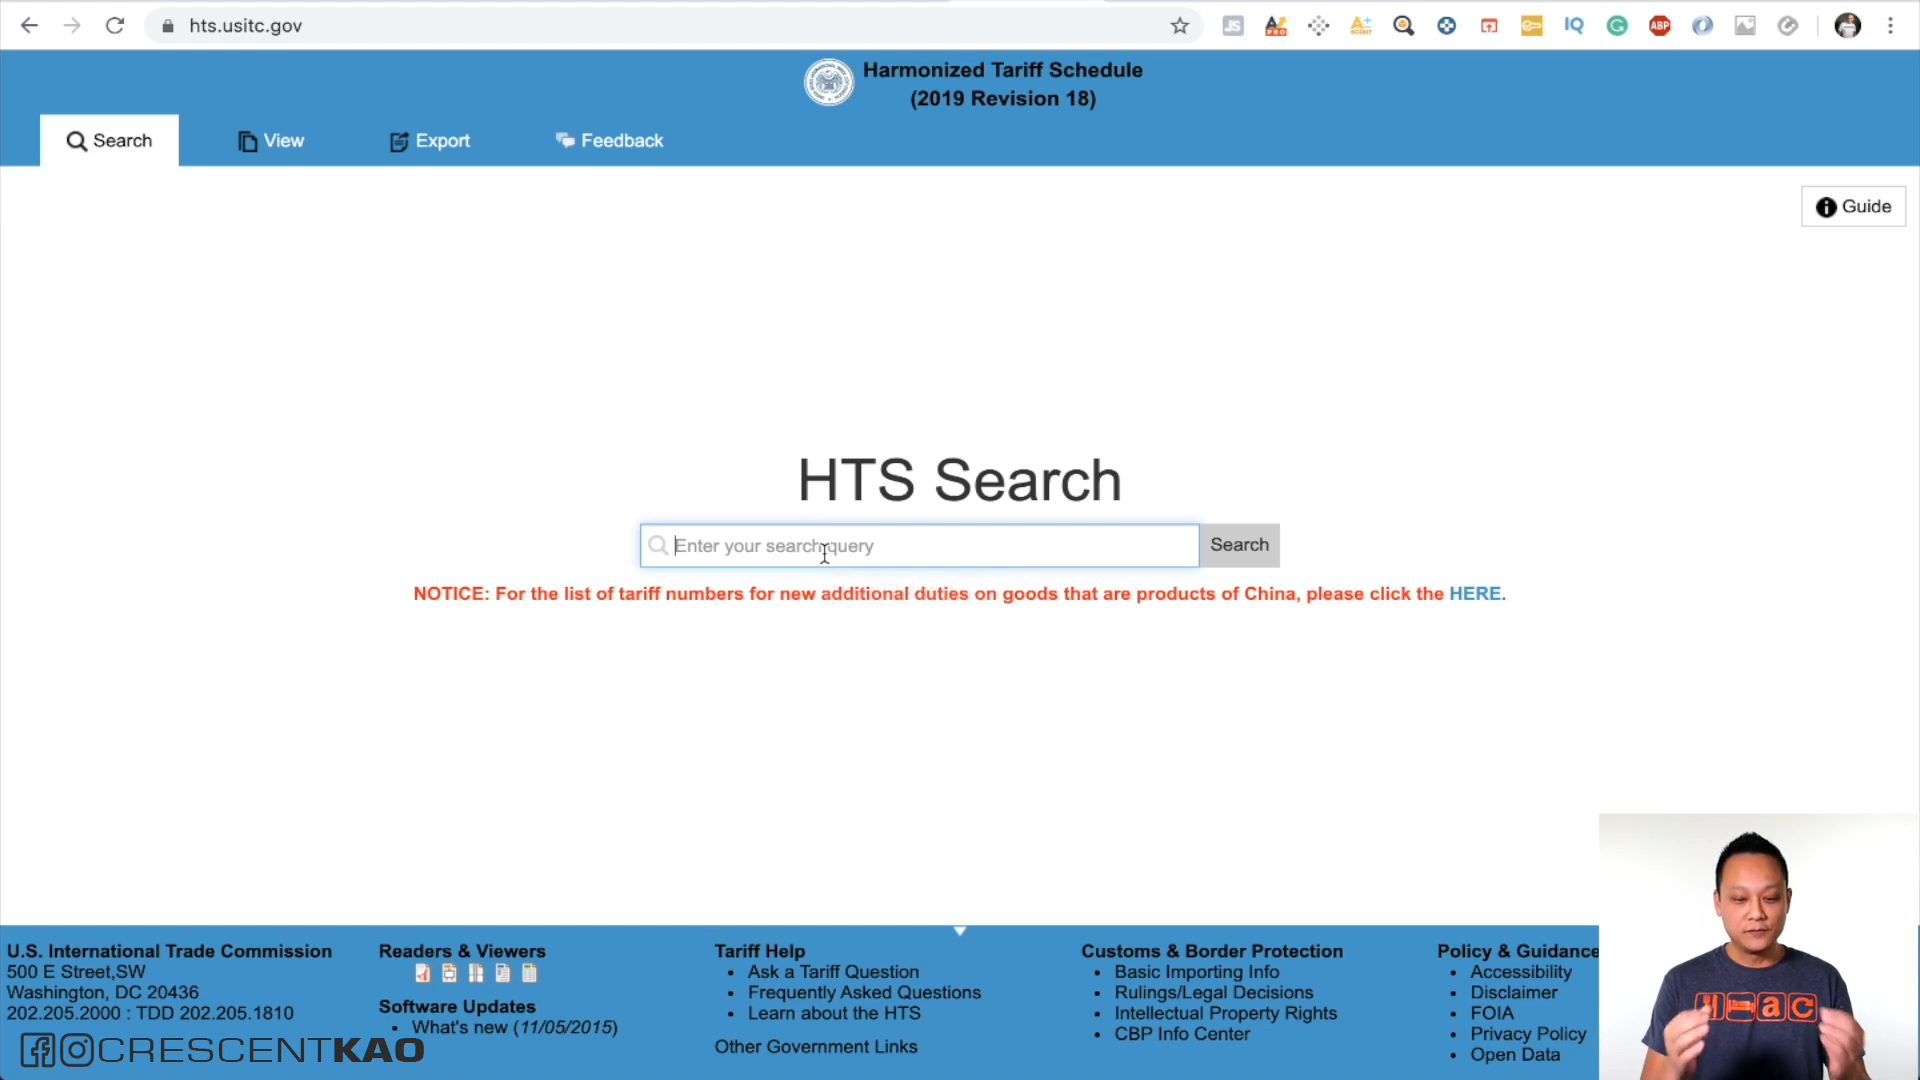 hts.usitc.gov
JS
PRO
A+
SCOUT
IQ
G
ABP
Harmonized Tariff Schedule
(2019 Revision 18)
Search
View
Export
Feedback
Guide
HTS Search
Enter your search query
Search
NOTICE: For the list of tariff numbers for new additional duties on goods that are products of China, please click the HERE.
U.S. International Trade Commission
500 E Street,SW
Washington, DC 20436
202.205.2000 : TDD 202.205.1810
Readers & Viewers
Software Updates
What's new (11/05/2015)
Tariff Help
Ask a Tariff Question
Frequently Asked Questions
Learn about the HTS
Other Government Links
Customs & Border Protection
Basic Importing Info
Rulings/Legal Decisions
Intellectual Property Rights
CBP Info Center
Policy & Guidance
Accessibility
Disclaimer
FOIA
Privacy Policy
Open Data
CRESCENTKAO